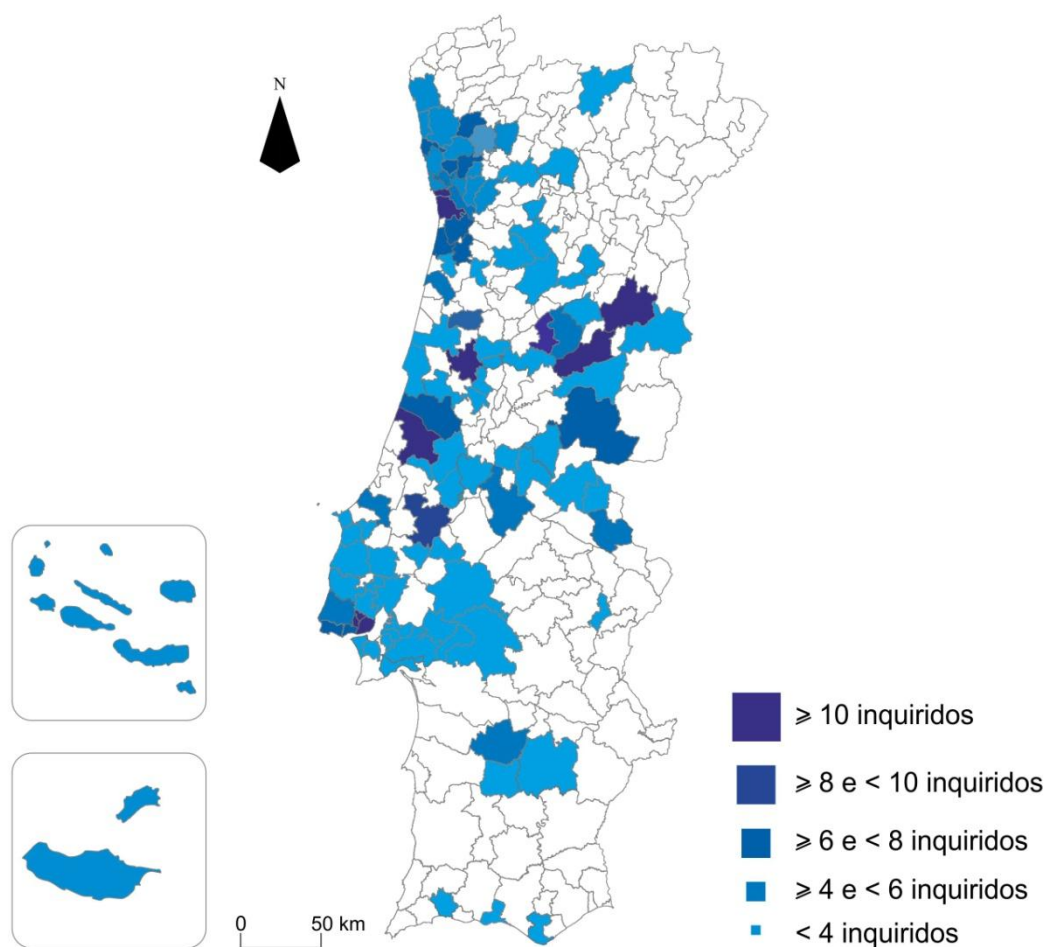 N
⩾ 10 inquiridos
⩾ 8 e < 10 inquiridos
⩾ 6 e < 8 inquiridos
⩾ 4 e < 6 inquiridos
< 4 inquiridos
0 50 km